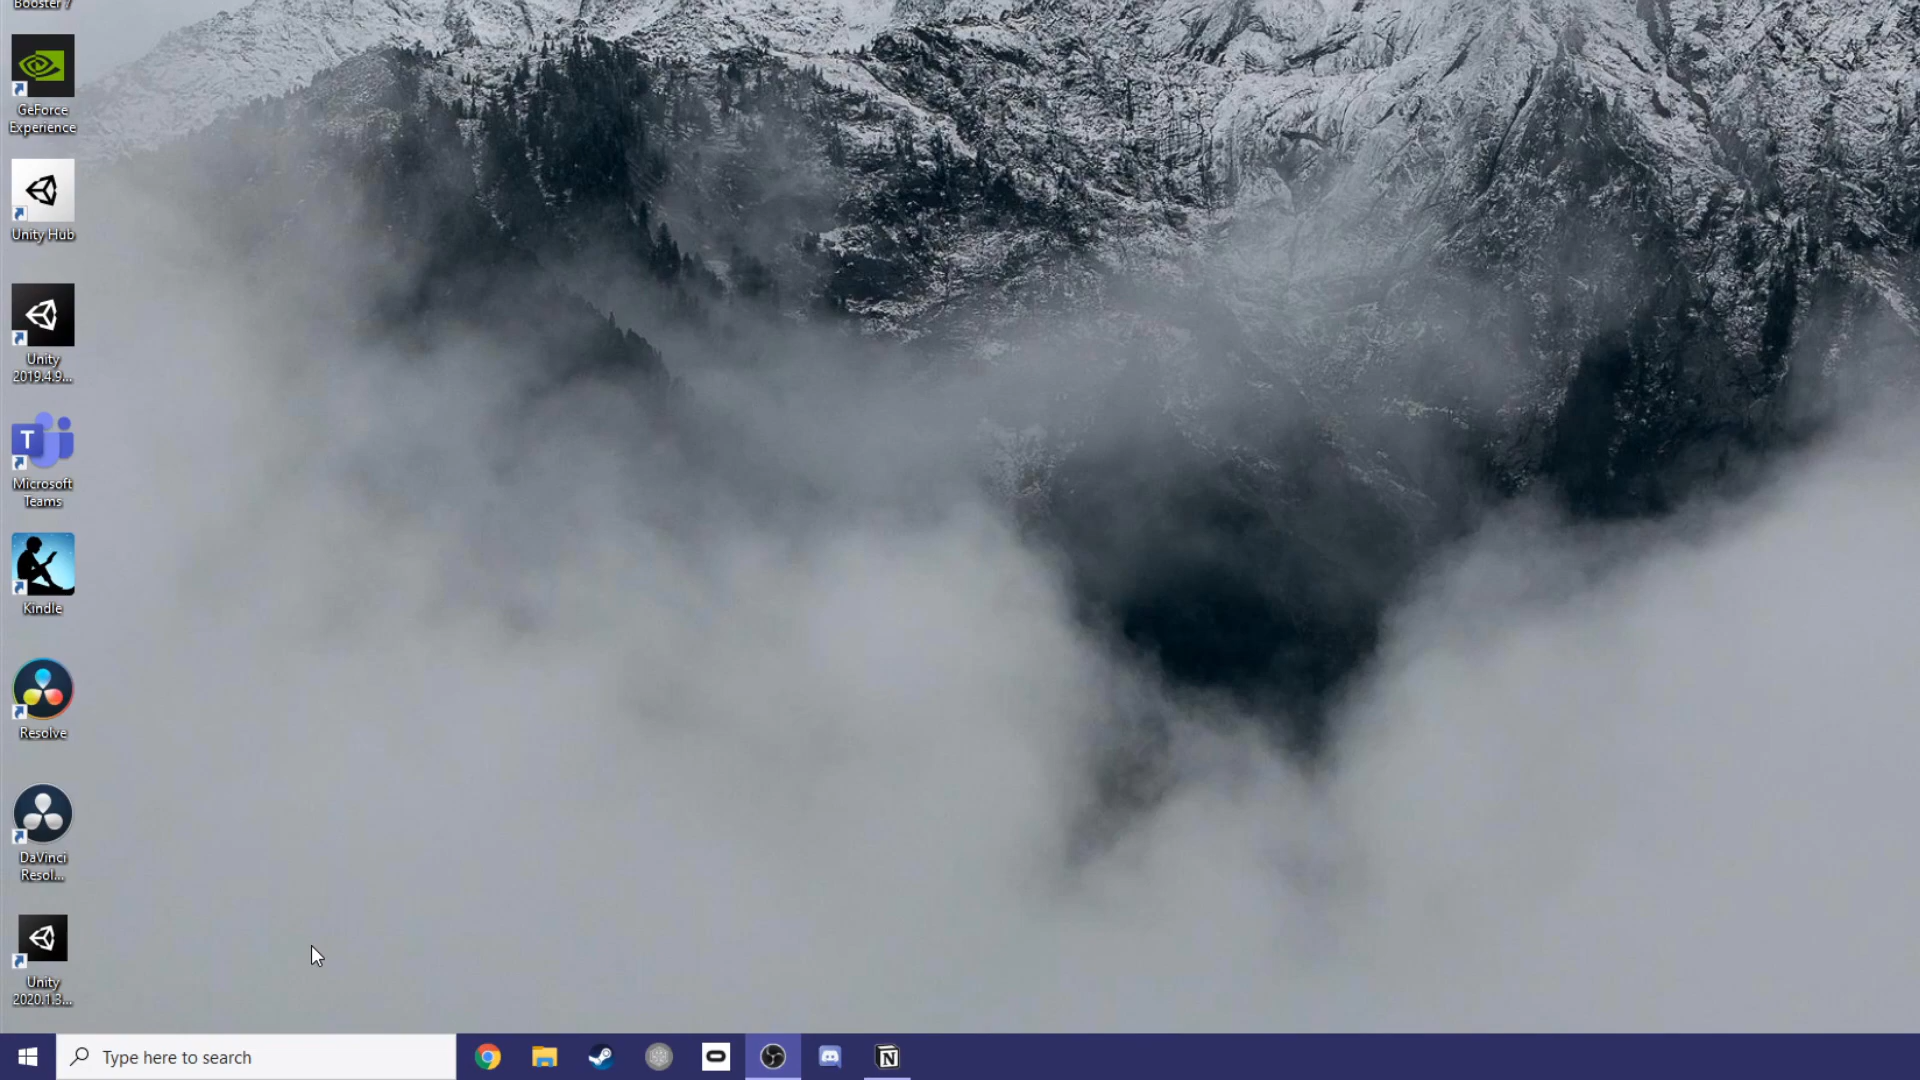 Booster 7
GeForce
Experience
Unity Hub
Unity
2019.4.9...
T
Microsoft
Teams
Kindle
Resolve
DaVinci
Resol...
Unity
2020.1.3...
Type here to search
N